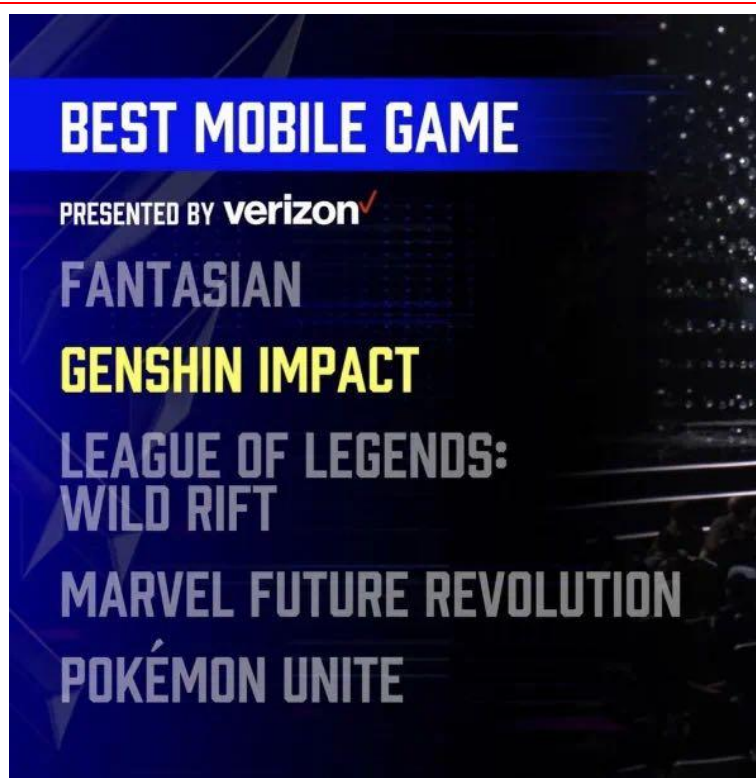 BEST MOBILE GAME
PRESENTED BY verizon
FANTASIAN
GENSHIN IMPACT
LEAGUE OF LEGENDS:
WILD RIFT
MARVEL FUTURE REVOLUTION
POKÉMON UNITE